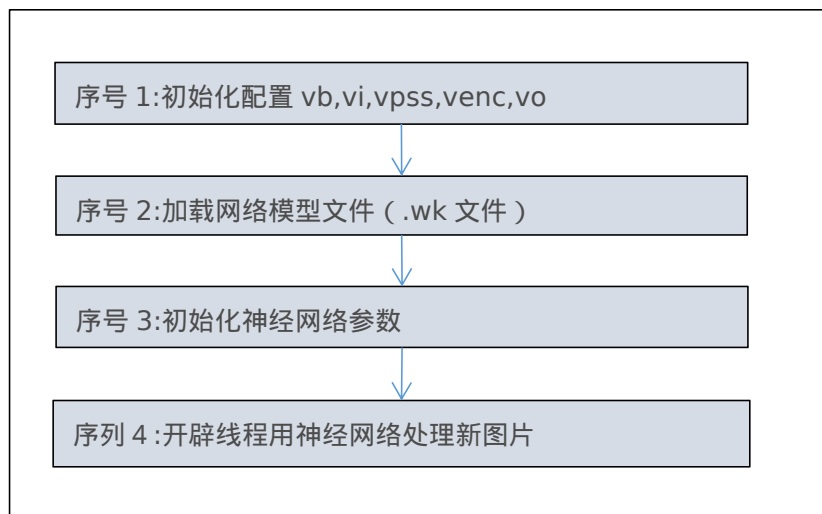 序号 1:初始化配置 vb,vi,vpss,venc,vo
序号 2:加载网络模型文件（.wk 文件）
序号 3:初始化神经网络参数
序列 4 :开辟线程用神经网络处理新图片